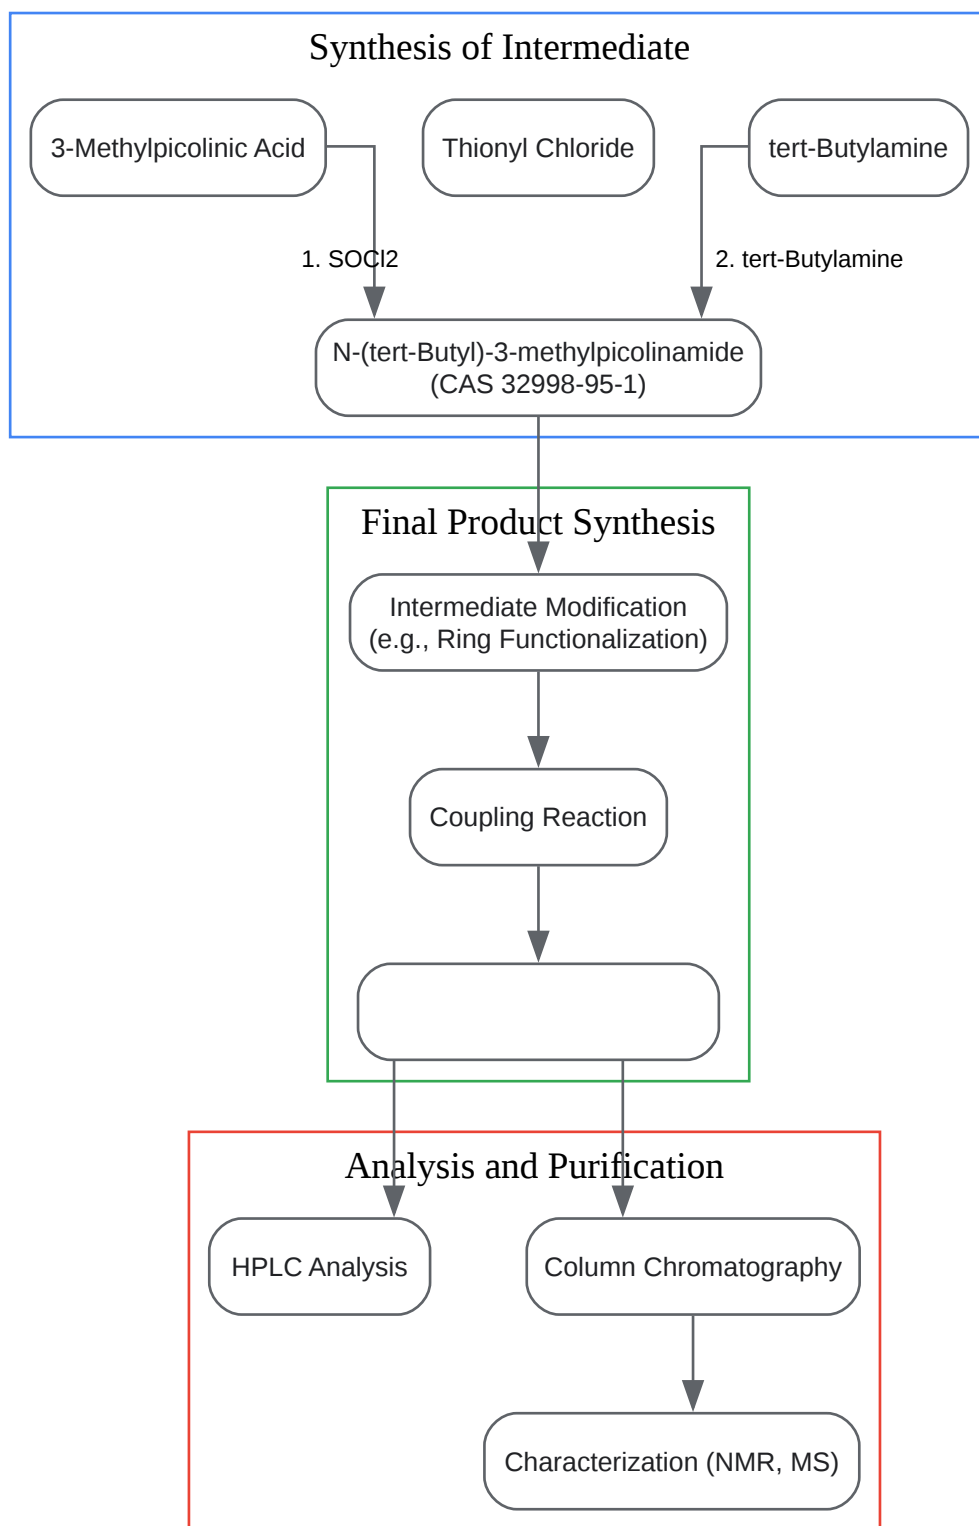 Synthesis of Intermediate
3-Methylpicolinic Acid
Thionyl Chloride
tert-Butylamine
1. SOCl2
2. tert-Butylamine
N-(tert-Butyl)-3-methylpicolinamide
(CAS 32998-95-1)
Final Product Synthesis
Intermediate Modification
(e.g., Ring Functionalization)
Coupling Reaction
Analysis and Purification
HPLC Analysis
Column Chromatography
Characterization (NMR, MS)